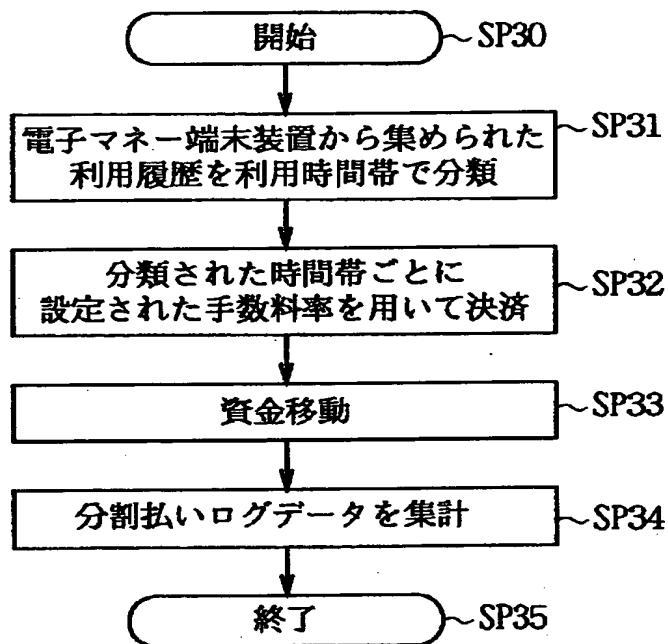 開始 ～SP30
電子マネー端末装置から集められた ～SP31
利用履歴を利用時間帯で分類
分類された時間帯ごとに ～SP32
設定された手数料率を用いて決済
資金移動 ～SP33
分割払いログデータを集計 ～SP34
終了 ～SP35